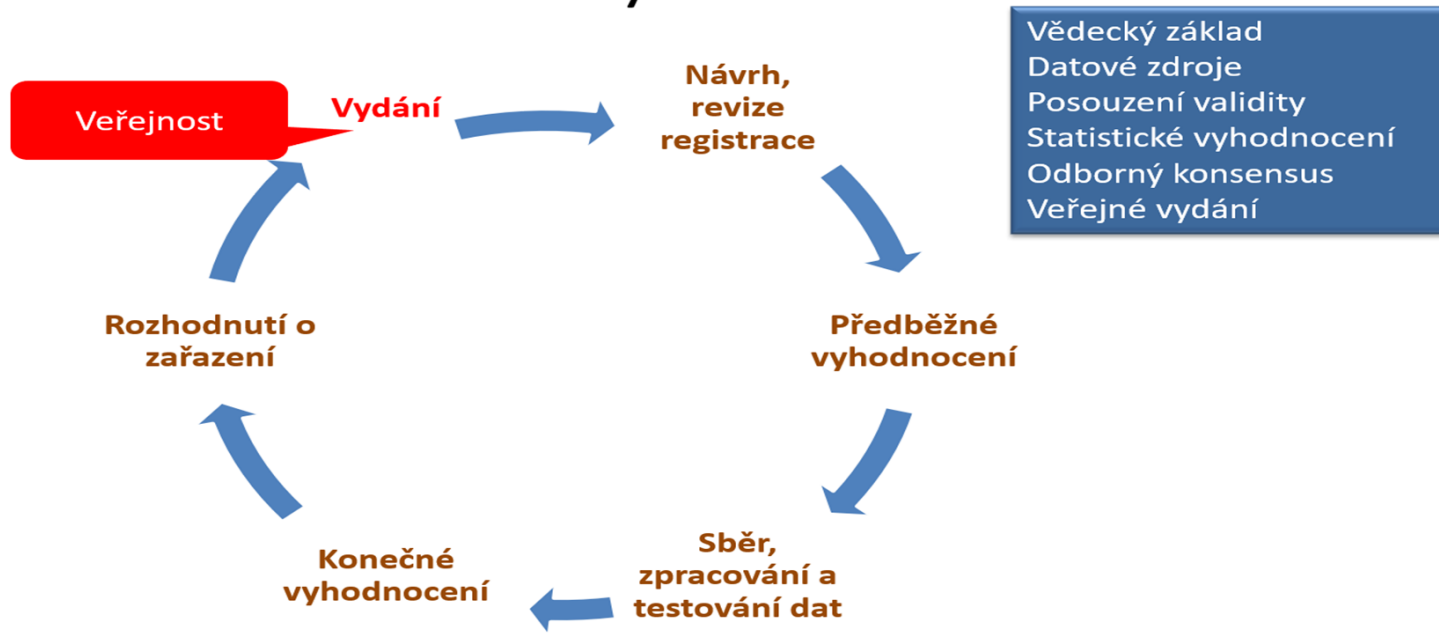 Veřejnost
Vydání
Návrh,
revize
registrace
Předběžné
vyhodnocení
Sběr,
zpracování a
testování dat
Konečné
vyhodnocení
Rozhodnutí o
zařazení
Vědecký základ
Datové zdroje
Posouzení validity
Statistické vyhodnocení
Odborný konsensus
Veřejné vydání